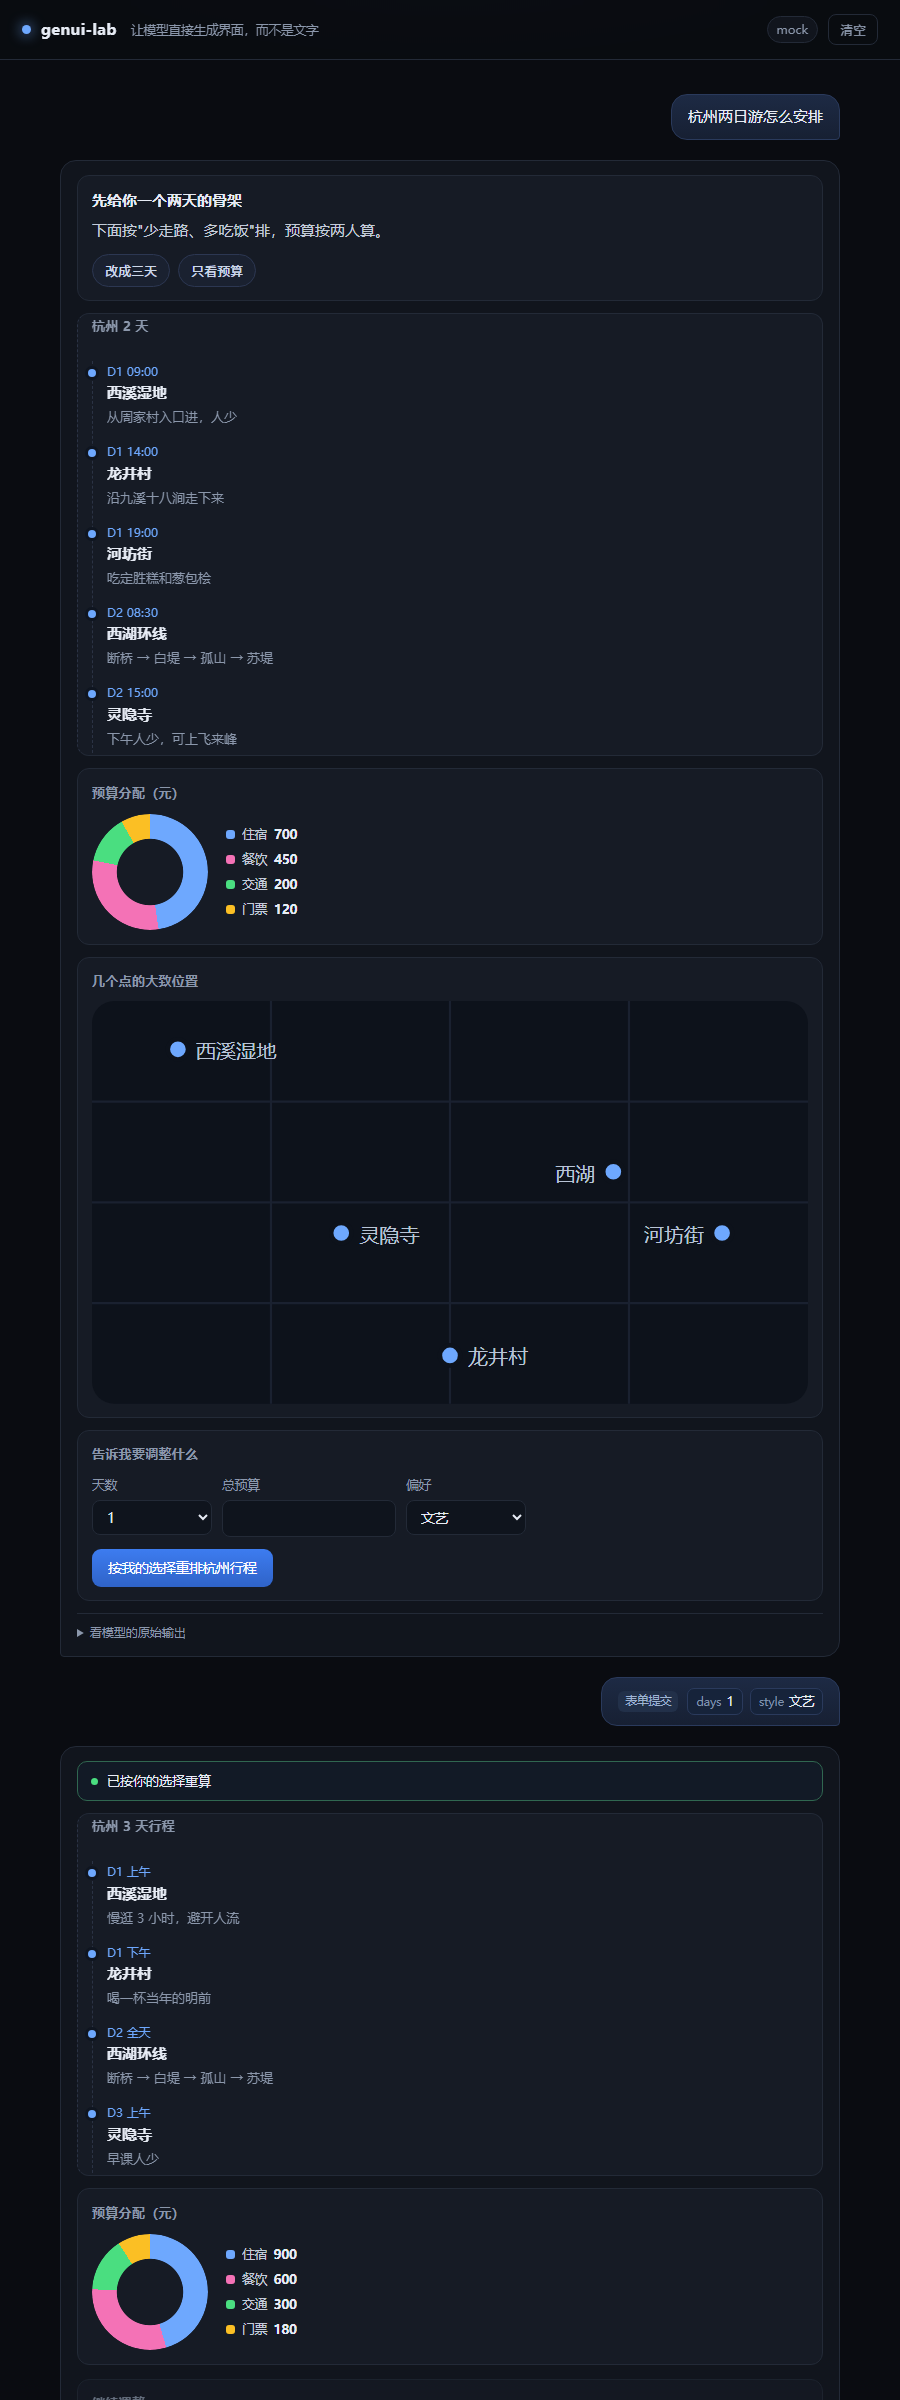 genui-lab 让模型直接生成界面，而不是文字 mock 清空
杭州两日游怎么安排
先给你一个两天的骨架
下面按"少走路、多吃饭"排，预算按两人算。
改成三天 只看预算
杭州 2 天
D1 09:00
西溪湿地
从周家村入口进，人少
D1 14:00
龙井村
沿九溪十八涧走下来
D1 19:00
河坊街
吃定胜糕和葱包桧
D2 08:30
西湖环线
断桥 → 白堤 → 孤山 → 苏堤
D2 15:00
灵隐寺
下午人少，可上飞来峰
预算分配（元）
住宿 700
餐饮 450
交通 200
门票 120
几个点的大致位置
西溪湿地
西湖
灵隐寺 河坊街
龙井村
告诉我要调整什么
天数 总预算 偏好
1 文艺
按我的选择重排杭州行程
看模型的原始输出
表单提交 days 1 style 文艺
已按你的选择重算
杭州 3 天行程
D1 上午
西溪湿地
慢逛 3 小时，避开人流
D1 下午
龙井村
喝一杯当年的明前
D2 全天
西湖环线
断桥 → 白堤 → 孤山 → 苏堤
D3 上午
灵隐寺
早课人少
预算分配（元）
住宿 900
餐饮 600
交通 300
门票 180